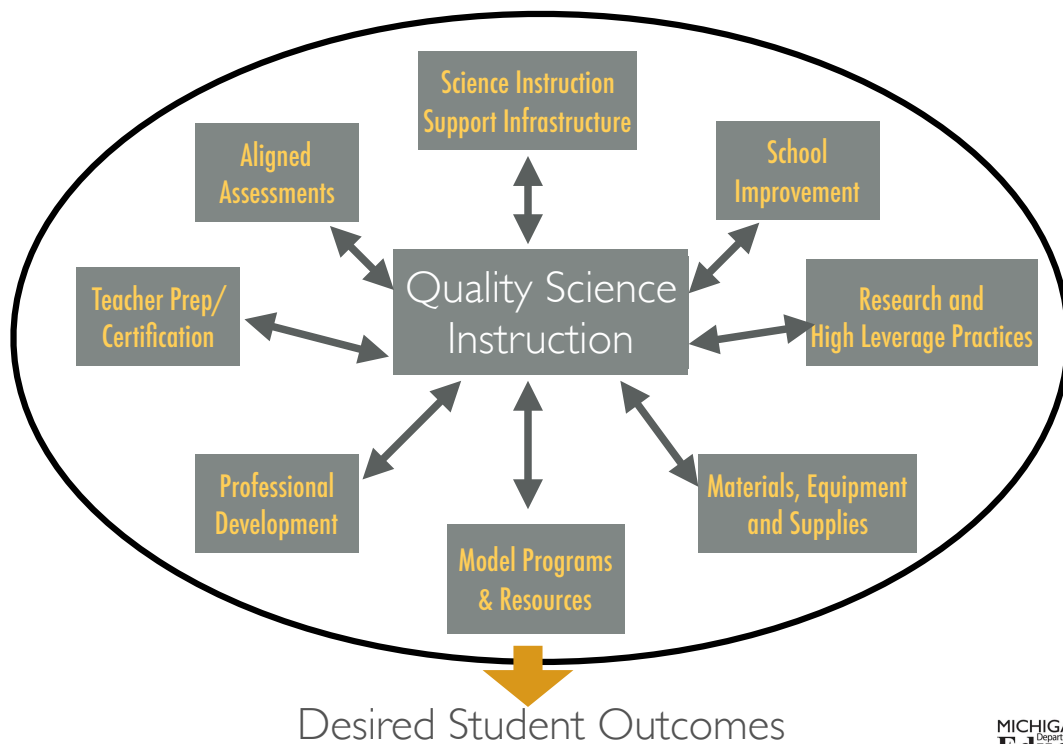 Science Instruction
Support Infrastructure
Aligned
Assessments
School
Improvement
Quality Science
Instruction
Teacher Prep/
Certification
Research and
High Leverage Practices
Professional
Development
Materials, Equipment
and Supplies
Model Programs
& Resources
Desired Student Outcomes